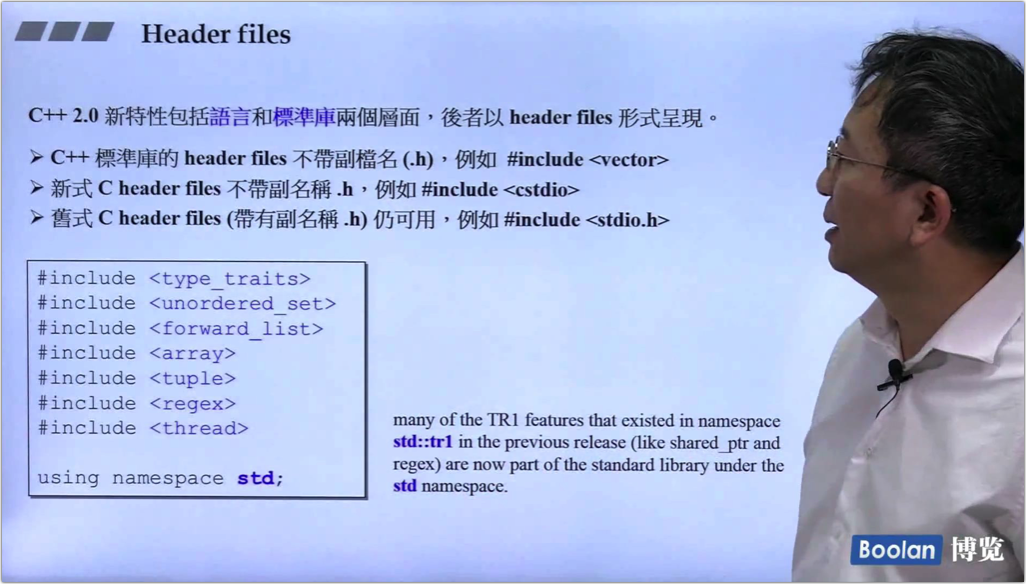 Header files
C++ 2.0 新特性包括語言和標準庫兩個層面，後者以 header files 形式呈現。
➢ C++ 標準庫的 header files 不帶副檔名 (.h)，例如 #include <vector>
➢ 新式 C header files 不帶副名稱 .h，例如 #include <cstdio>
➢ 舊式 C header files (帶有副名稱 .h) 仍可用，例如 #include <stdio.h>
#include <type_traits>
#include <unordered_set>
#include <forward_list>
#include <array>
#include <tuple>
#include <regex>
#include <thread>
using namespace std;
many of the TR1 features that existed in namespace
std::tr1 in the previous release (like shared_ptr and
regex) are now part of the standard library under the
std namespace.
Boolan 博览